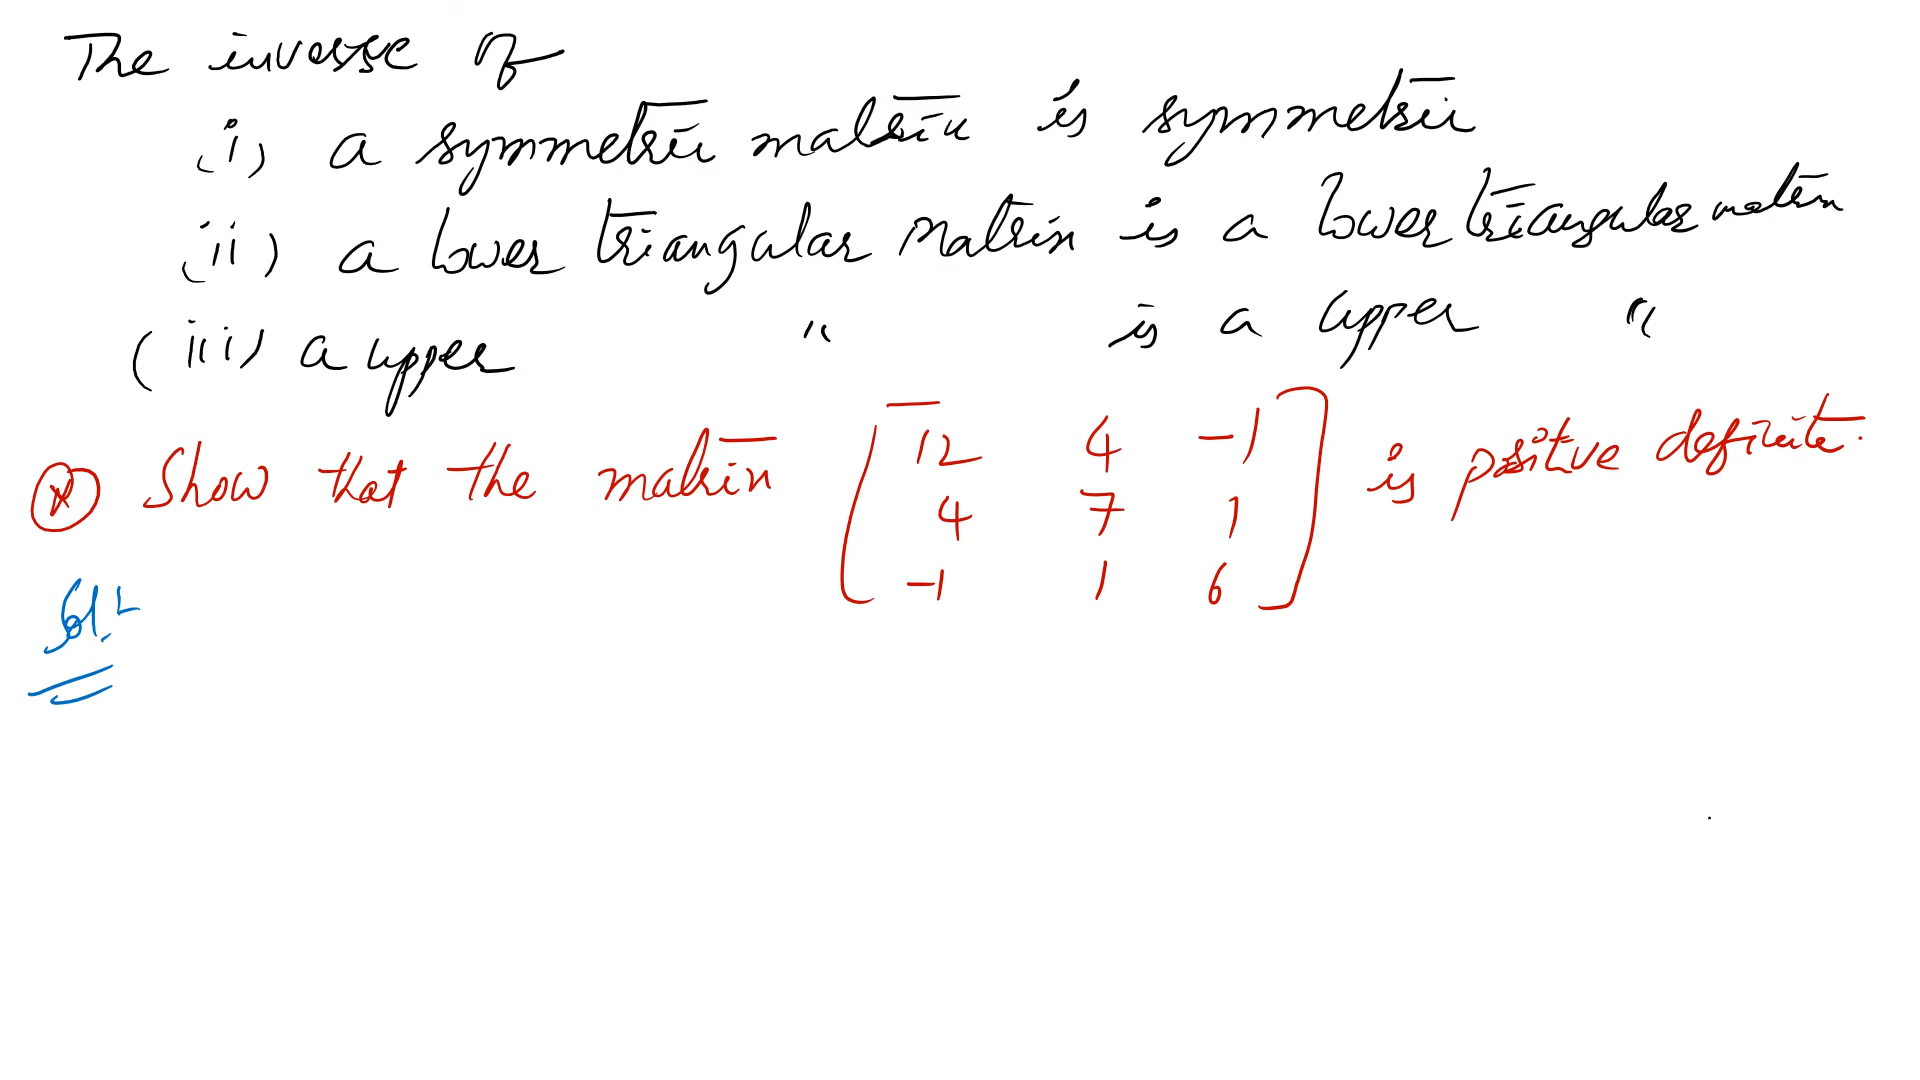 The inverse of
(i) a symmetric matrix is symmetric
(ii) a lower triangular matrix is a lower triangular matrix
(iii) a upper " is a upper "
(*) Show that the matrix [12 4 -1 is positve definite.
4 7 1
-1 1 6]
Sol:-